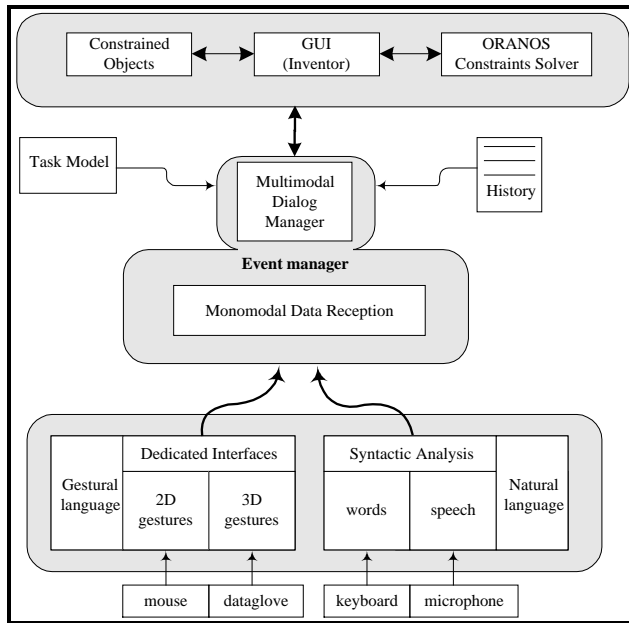 Constrained
Objects
GUI
(Inventor)
ORANOS
Constraints Solver
Task Model
History
Multimodal
Dialog
Manager
Event manager
Monomodal Data Reception
Gestural
language
Dedicated Interfaces
2D
gestures
3D
gestures
Syntactic Analysis
words
speech
Natural
language
mouse
dataglove
keyboard
microphone